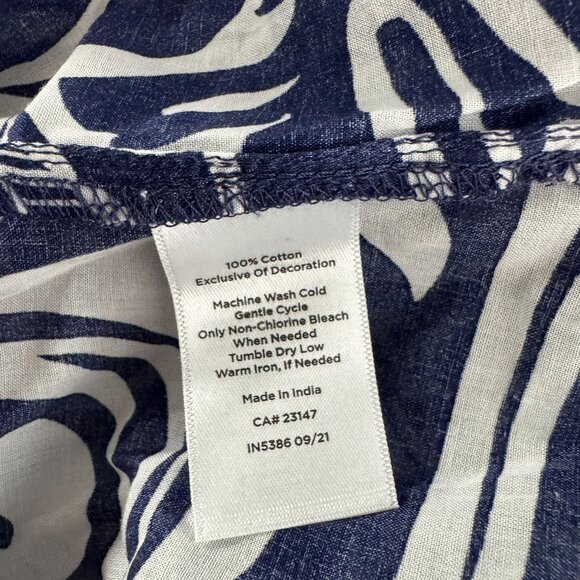 100% Cotton
Exclusive Of Decoration
Machine Wash Cold
Gentle Cycle
Only Non-Chlorine Bleach
When Needed
Tumble Dry Low
Warm Iron, If Needed
Made in India
CA# 23147
IN5386 09/21